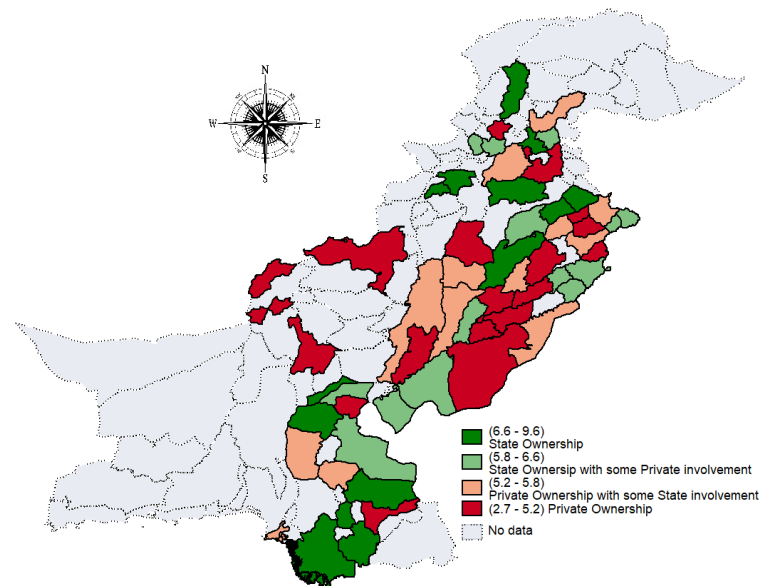 N
W
E
S
(6.6 - 9.6)
State Ownership
(5.8 - 6.6)
State Ownersip with some Private involvement
(5.2 - 5.8)
Private Ownership with some State involvement
(2.7 - 5.2) Private Ownership
No data